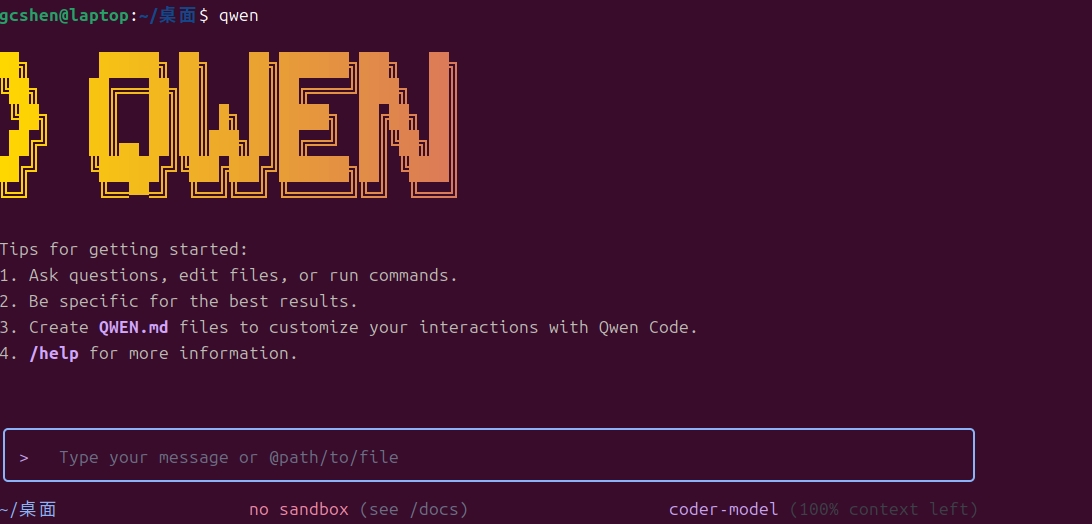 gcshen@laptop:~/桌面$ qwen
> QWEN
Tips for getting started:
1. Ask questions, edit files, or run commands.
2. Be specific for the best results.
3. Create QWEN.md files to customize your interactions with Qwen Code.
4. /help for more information.
> Type your message or @path/to/file
~/桌面 no sandbox (see /docs) coder-model (100% context left)